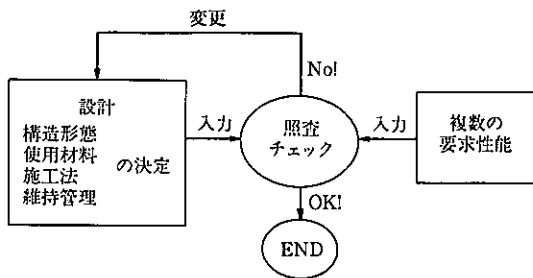 変更
No!
設計
構造形態
使用材料
施工法
維持管理
の決定
入力
照査
チェック
入力
複数の
要求性能
OK!
END